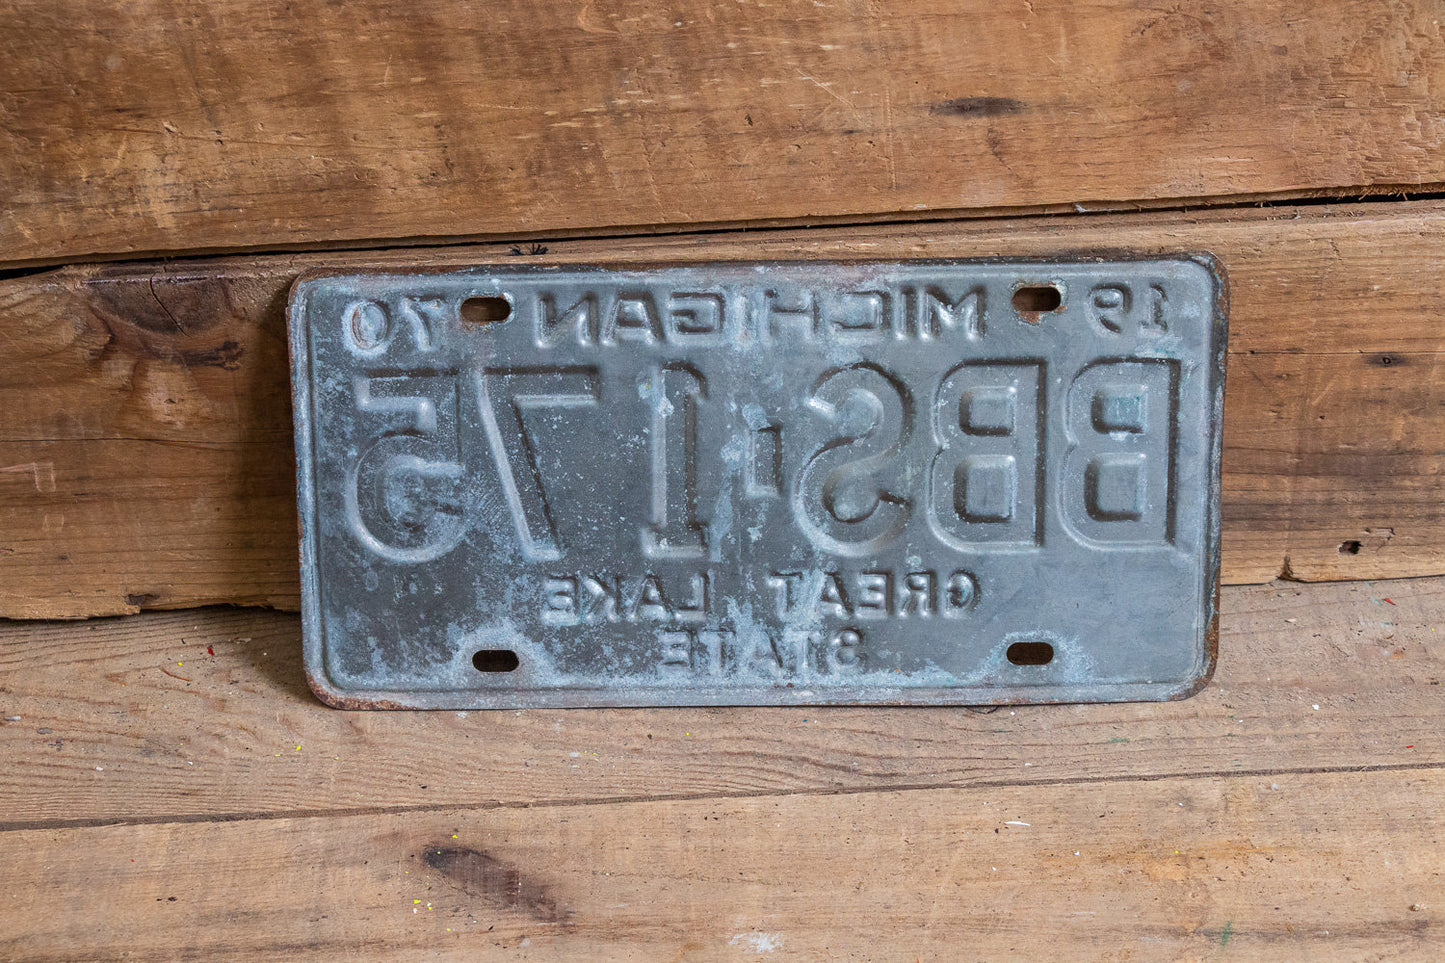 19 MICHIGAN 70
BBS·175
GREAT LAKE
STATE